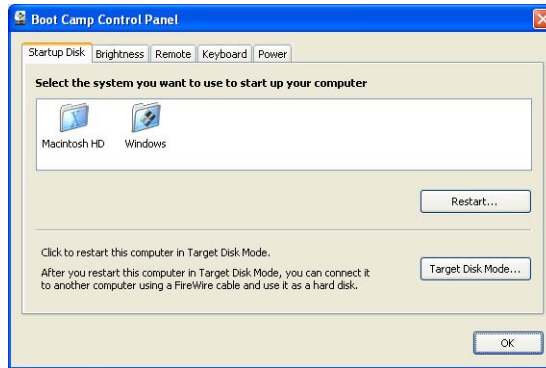 Boot Camp Control Panel
Startup Disk Brightness Remote Keyboard Power
Select the system you want to use to start up your computer
Macintosh HD Windows
Restart...
Click to restart this computer in Target Disk Mode.
After you restart this computer in Target Disk Mode, you can connect it
to another computer using a FireWire cable and use it as a hard disk.
Target Disk Mode...
OK